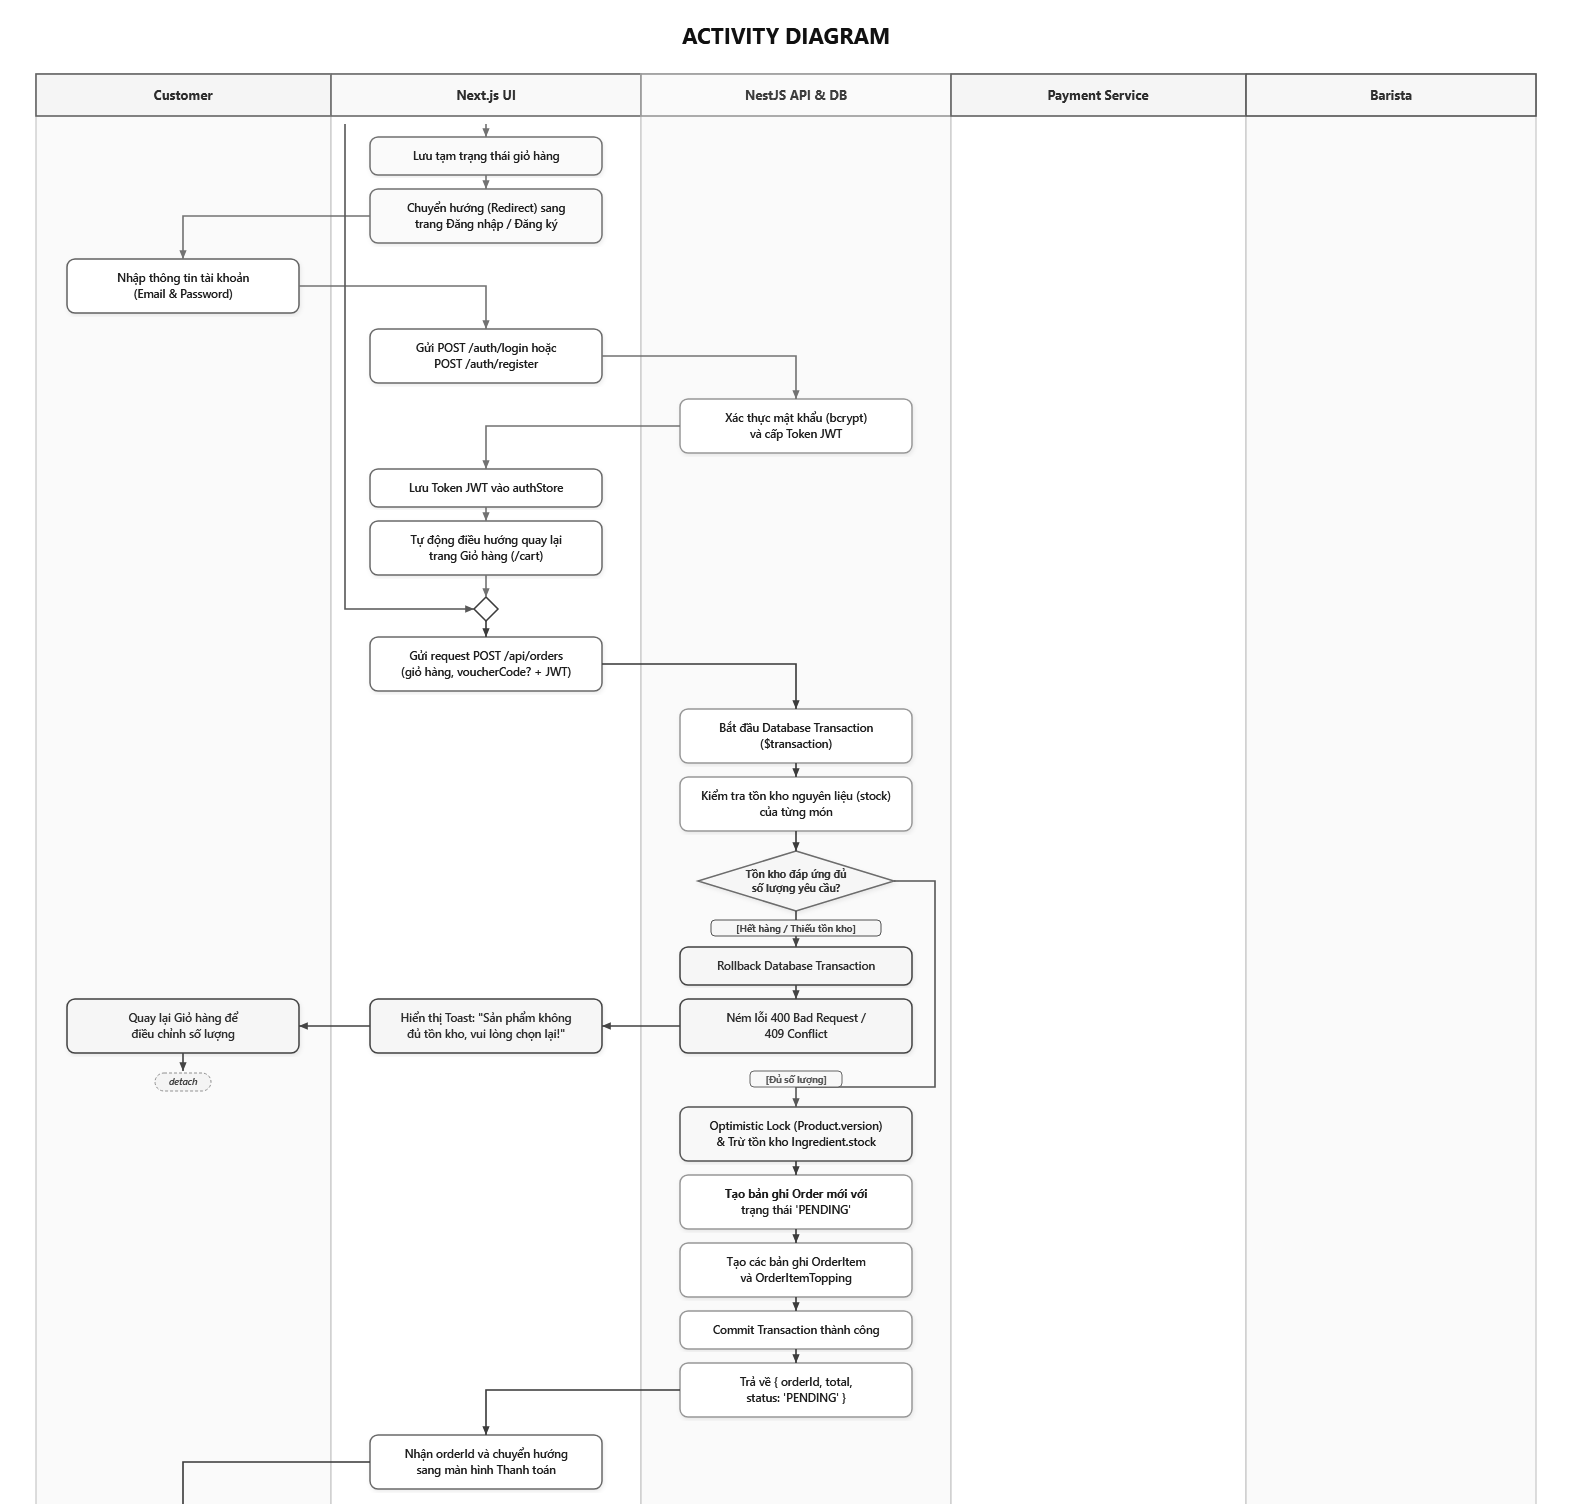 ACTIVITY DIAGRAM
Customer
Next.js UI
NestJS API & DB
Payment Service
Barista
Lưu tạm trạng thái giỏ hàng
Chuyển hướng (Redirect) sang
trang Đăng nhập / Đăng ký
Nhập thông tin tài khoản
(Email & Password)
Gửi POST /auth/login hoặc
POST /auth/register
Xác thực mật khẩu (bcrypt)
và cấp Token JWT
Lưu Token JWT vào authStore
Tự động điều hướng quay lại
trang Giỏ hàng (/cart)
Gửi request POST /api/orders
(giỏ hàng, voucherCode? + JWT)
Bắt đầu Database Transaction
($transaction)
Kiểm tra tồn kho nguyên liệu (stock)
của từng món
Tồn kho đáp ứng đủ
số lượng yêu cầu?
[Hết hàng / Thiếu tồn kho]
Rollback Database Transaction
Quay lại Giỏ hàng để
điều chỉnh số lượng
Hiển thị Toast: "Sản phẩm không
đủ tồn kho, vui lòng chọn lại!"
Ném lỗi 400 Bad Request /
409 Conflict
detach
[Đủ số lượng]
Optimistic Lock (Product.version)
& Trừ tồn kho Ingredient.stock
Tạo bản ghi Order mới với
trạng thái 'PENDING'
Tạo các bản ghi OrderItem
và OrderItemTopping
Commit Transaction thành công
Trả về { orderId, total,
status: 'PENDING' }
Nhận orderId và chuyển hướng
sang màn hình Thanh toán